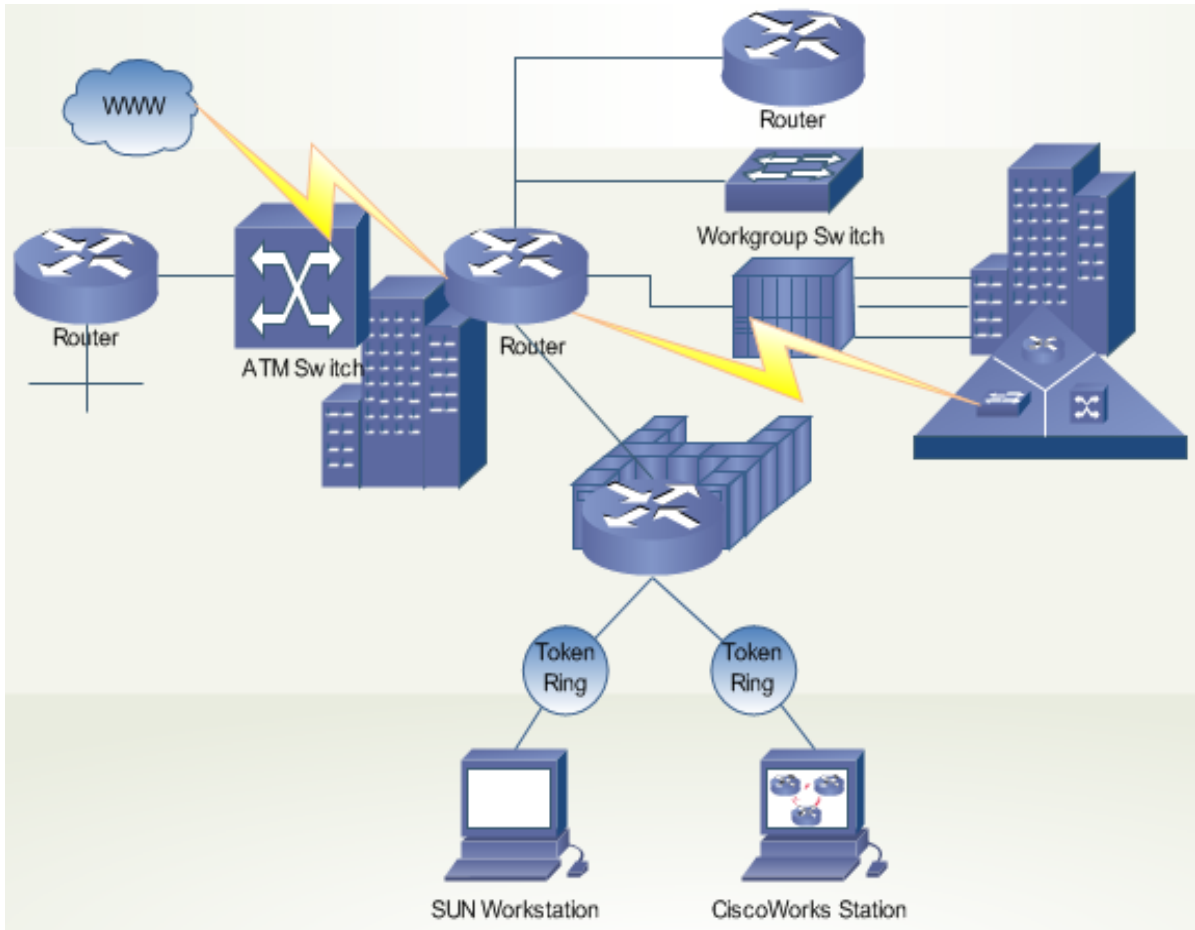 WWW
Router
Workgroup Switch
Router
ATM Switch
Router
Token
Ring
Token
Ring
SUN Workstation
CiscoWorks Station